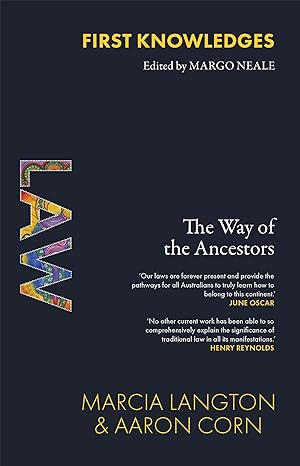 FIRST KNOWLEDGES
Edited by MARGO NEALE
LAW
The Way of
the Ancestors
'Our laws are forever present and provide the
pathways for all Australians to truly learn how to
belong to this continent.'
JUNE OSCAR
'No other current work has been able to so
comprehensively explain the significance of
traditional law in all its manifestations.'
HENRY REYNOLDS
MARCIA LANGTON
& AARON CORN